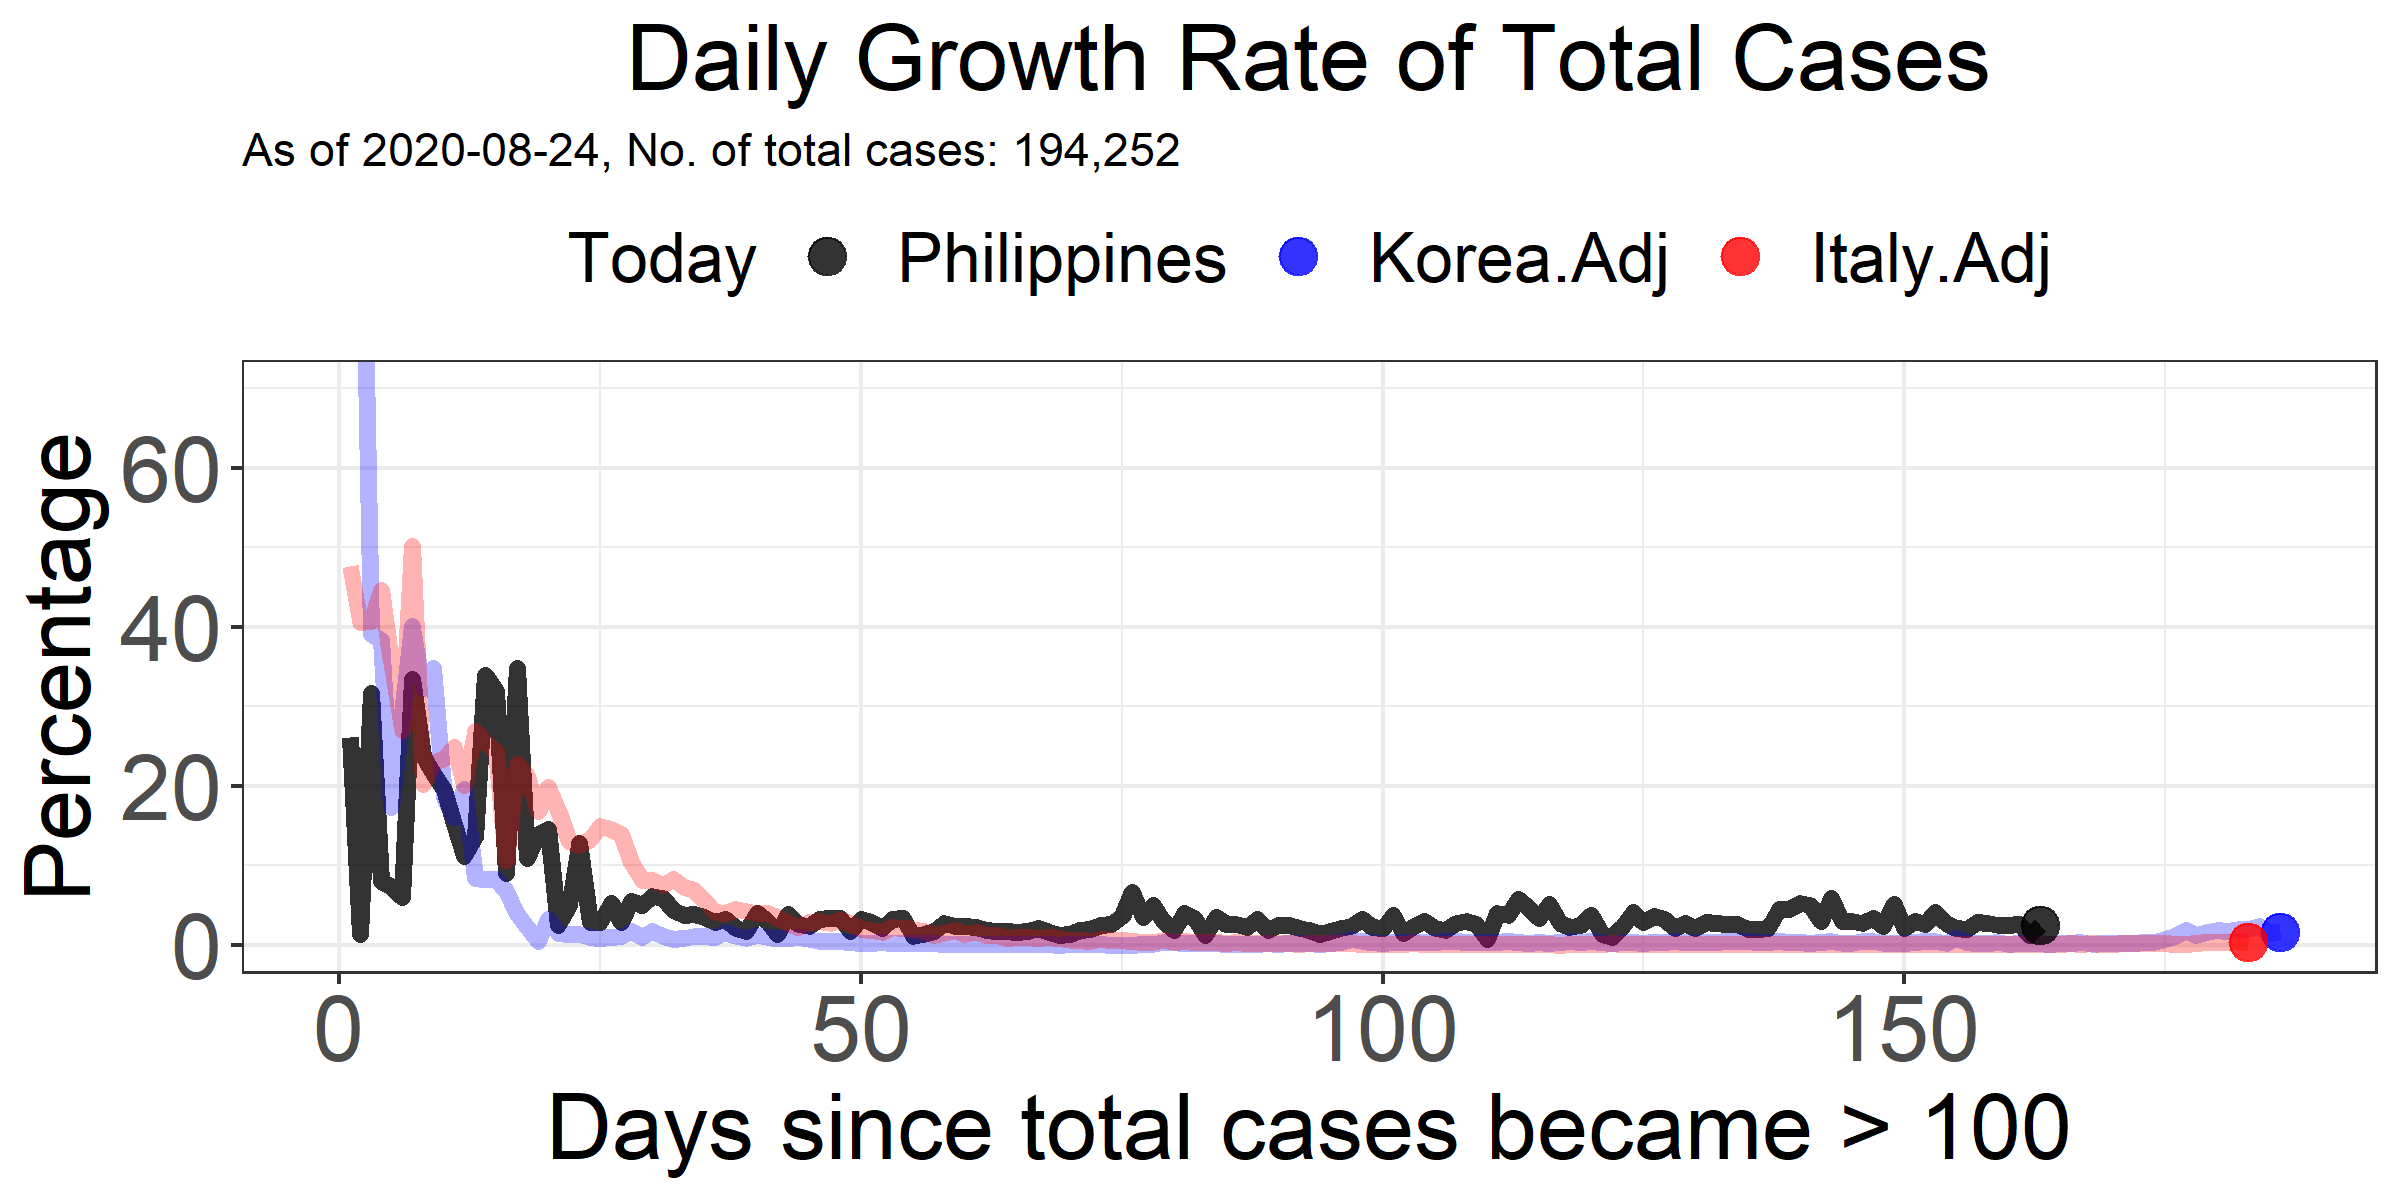 Daily Growth Rate of Total Cases
As of 2020-08-24, No. of total cases: 194,252
Today Philippines Korea.Adj Italy.Adj
Percentage
60
40
20
0
0 50 100 150
Days since total cases became > 100